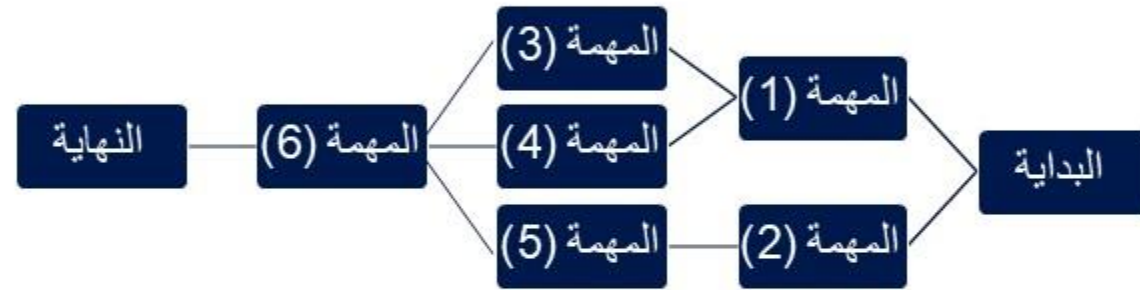 البداية
المهمة (1)
المهمة (2)
المهمة (3)
المهمة (4)
المهمة (5)
المهمة (6)
النهاية